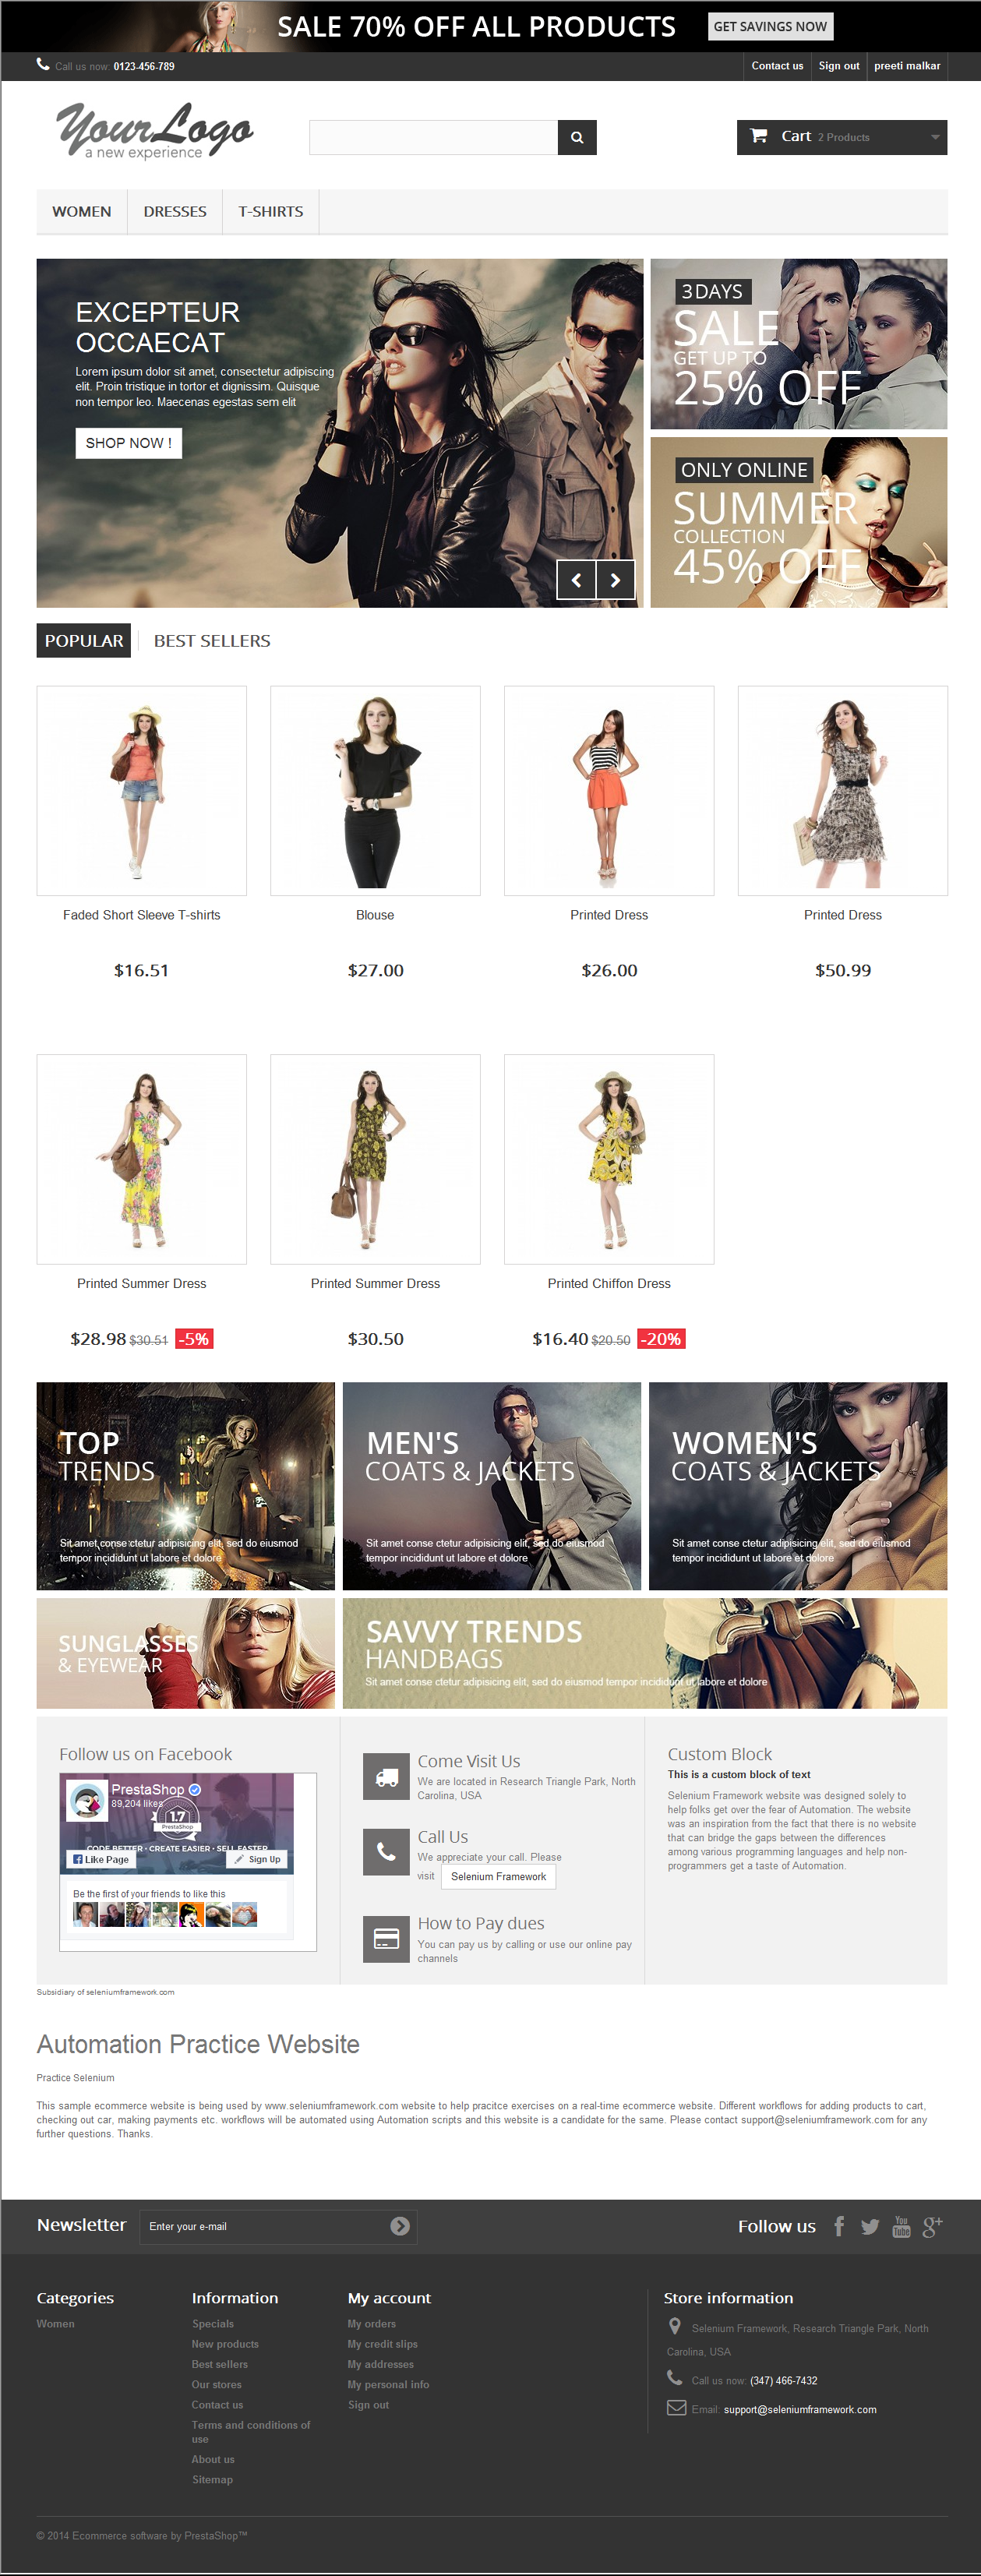 SALE 70% OFF ALL PRODUCTS GET SAVINGS NOW
Call us now: 0123-456-789
Contact us Sign out preeti malkar
YourLogo
a new experience
Cart 2 Products
WOMEN DRESSES T-SHIRTS
EXCEPTEUR
OCCAECAT
Lorem ipsum dolor sit amet, consectetur adipiscing
elit. Proin tristique in tortor et dignissim. Quisque
non tempor leo. Maecenas egestas sem elit
SHOP NOW !
3DAYS
SALE
GET UP TO
25% OFF
ONLY ONLINE
SUMMER
COLLECTION
45% OFF
POPULAR BEST SELLERS
Faded Short Sleeve T-shirts Blouse Printed Dress Printed Dress
$16.51 $27.00 $26.00 $50.99
Printed Summer Dress Printed Summer Dress Printed Chiffon Dress
$28.98 $30.51 -5% $30.50 $16.40 $20.50 -20%
TOP
TRENDS
Sit amet conse ctetur adipisicing elit, sed do eiusmod
tempor incididunt ut labore et dolore
MEN'S
COATS & JACKETS
Sit amet conse ctetur adipisicing elit, sed do eiusmod
tempor incididunt ut labore et dolore
WOMEN'S
COATS & JACKETS
Sit amet conse ctetur adipisicing elit, sed do eiusmod
tempor incididunt ut labore et dolore
SUNGLASSES
& EYEWEAR
SAVVY TRENDS
HANDBAGS
Sit amet conse ctetur adipisicing elit, sed do eiusmod tempor incididunt ut labore et dolore
Follow us on Facebook
PrestaShop
89,204 likes
1.7
PrestaShop
CODE BETTER • CREATE EASIER • SELL FASTER
Like Page Sign Up
Be the first of your friends to like this
Come Visit Us
We are located in Research Triangle Park, North
Carolina, USA
Call Us
We appreciate your call. Please
visit Selenium Framework
How to Pay dues
You can pay us by calling or use our online pay
channels
Custom Block
This is a custom block of text
Selenium Framework website was designed solely to
help folks get over the fear of Automation. The website
was an inspiration from the fact that there is no website
that can bridge the gaps between the differences
among various programming languages and help non-
programmers get a taste of Automation.
Subsidiary of seleniumframework.com
Automation Practice Website
Practice Selenium
This sample ecommerce website is being used by www.seleniumframework.com website to help pracitce exercises on a real-time ecommerce website. Different workflows for adding products to cart,
checking out car, making payments etc. workflows will be automated using Automation scripts and this website is a candidate for the same. Please contact support@seleniumframework.com for any
further questions. Thanks.
Newsletter Enter your e-mail
Follow us
You
Tube
Categories
Women
Information
Specials
New products
Best sellers
Our stores
Contact us
Terms and conditions of
use
About us
Sitemap
My account
My orders
My credit slips
My addresses
My personal info
Sign out
Store information
Selenium Framework, Research Triangle Park, North
Carolina, USA
Call us now: (347) 466-7432
Email: support@seleniumframework.com
© 2014 Ecommerce software by PrestaShop™